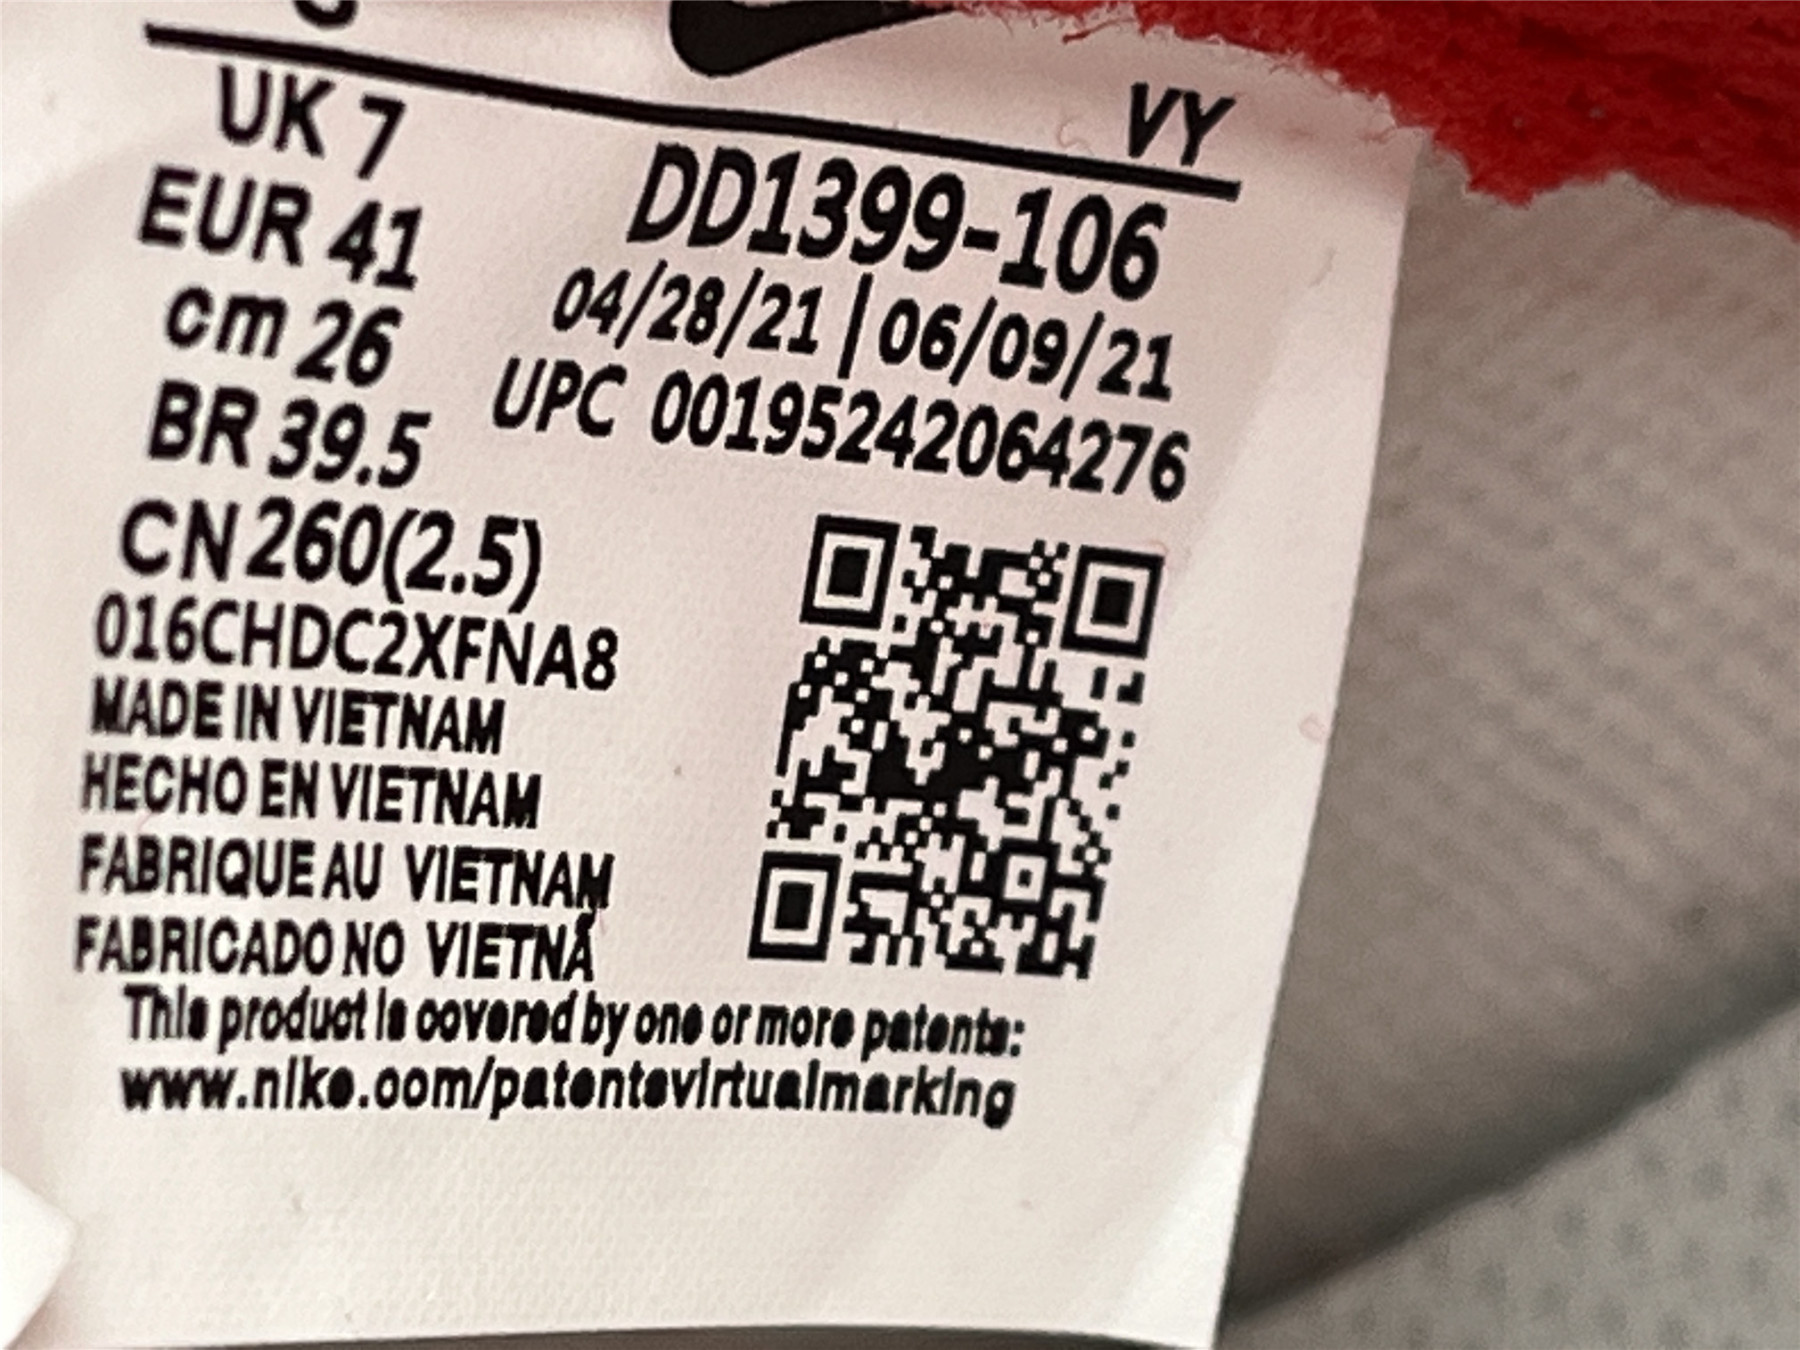 VY
UK 7
EUR 41
cm 26
BR 39.5
CN 260(2.5)
DD1399-106
04/28/21 | 06/09/21
UPC 00195242064276
016CHDC2XFNA8
MADE IN VIETNAM
HECHO EN VIETNAM
FABRIQUE AU VIETNAM
FABRICADO NO VIETNÃ
This product is covered by one or more patents:
www.nike.com/patentsvirtualmarking